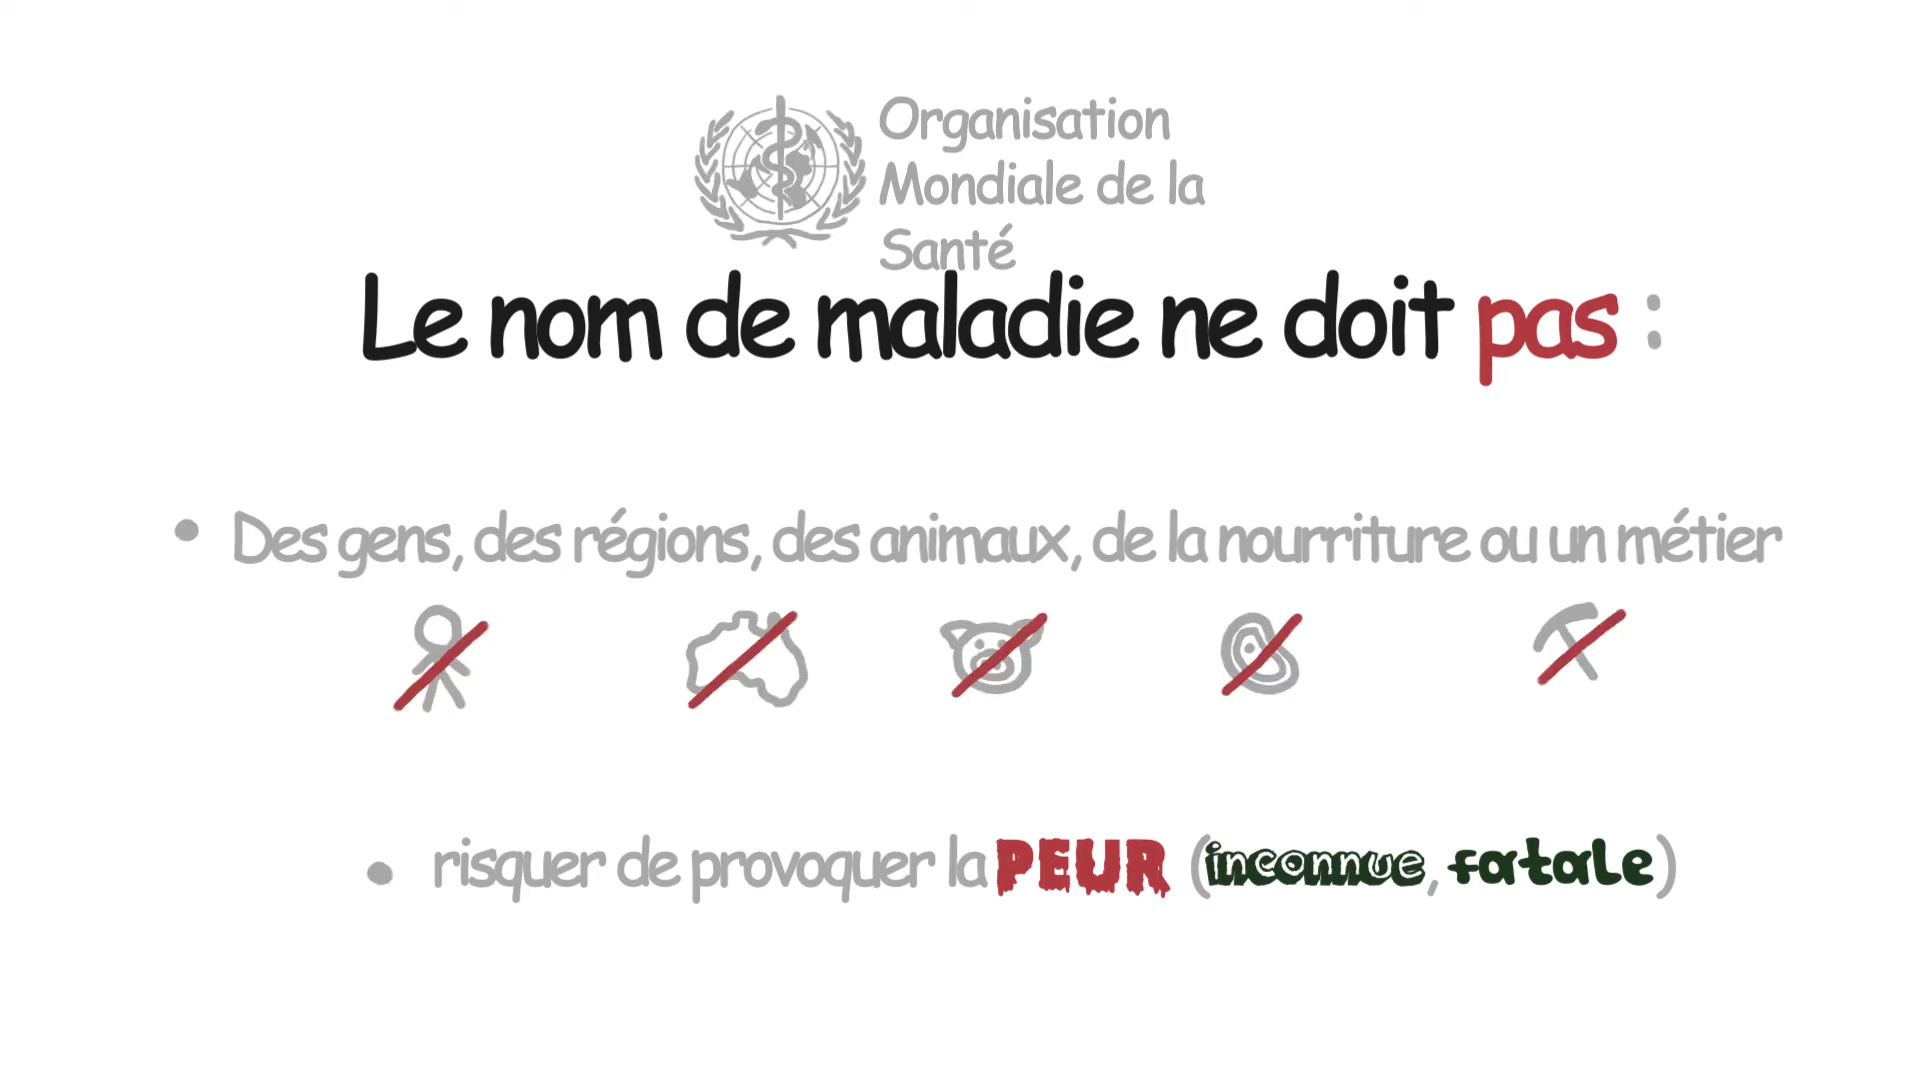 Organisation
Mondiale de la
Santé
Le nom de maladie ne doit pas :
• Des gens, des régions, des animaux, de la nourriture ou un métier
• risquer de provoquer la PEUR (inconnue, fatale)